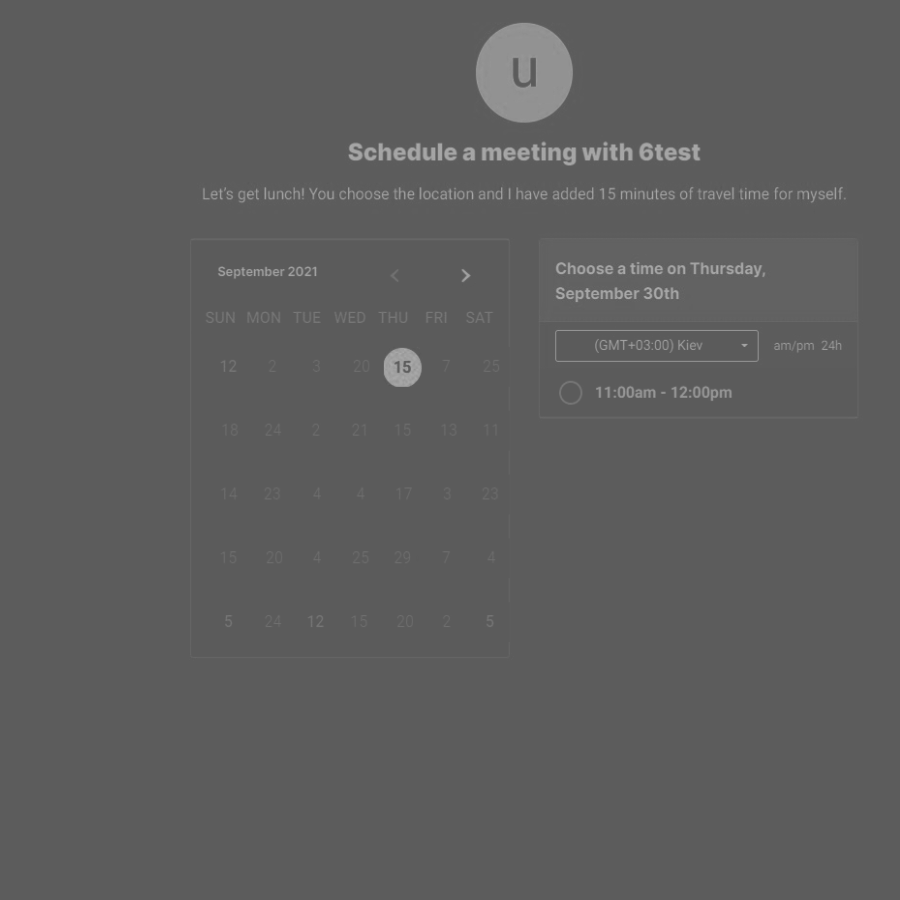 u
Schedule a meeting with 6test
Let's get lunch! You choose the location and I have added 15 minutes of travel time for myself.
September 2021
SUN MON TUE WED THU FRI SAT
12 2 3 20 15 7 25
18 24 2 21 15 13 11
14 23 4 4 17 3 23
15 20 4 25 29 7 4
5 24 12 15 20 2 5
Choose a time on Thursday,
September 30th
(GMT+03:00) Kiev am/pm 24h
11:00am - 12:00pm